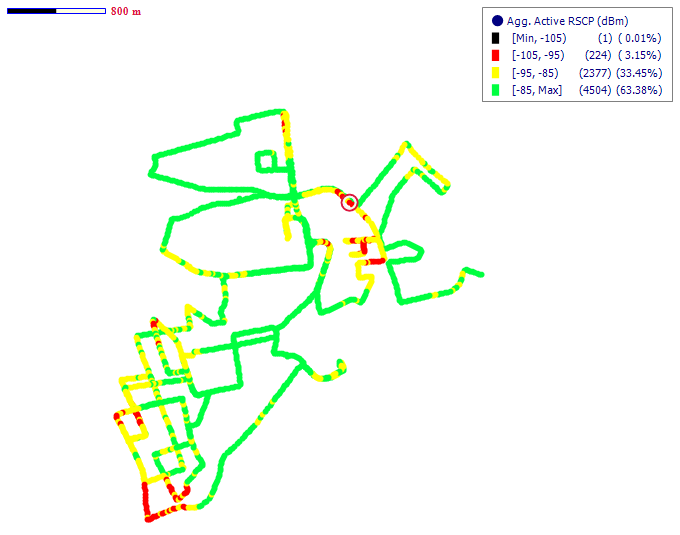 800 m
Agg. Active RSCP (dBm)
[Min, -105) (1) ( 0.01%)
[-105, -95) (224) ( 3.15%)
[-95, -85) (2377) (33.45%)
[-85, Max] (4504) (63.38%)